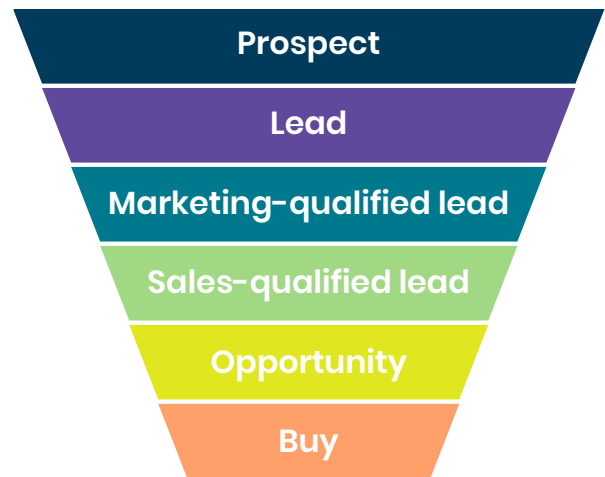 Prospect
Lead
Marketing-qualified lead
Sales-qualified lead
Opportunity
Buy